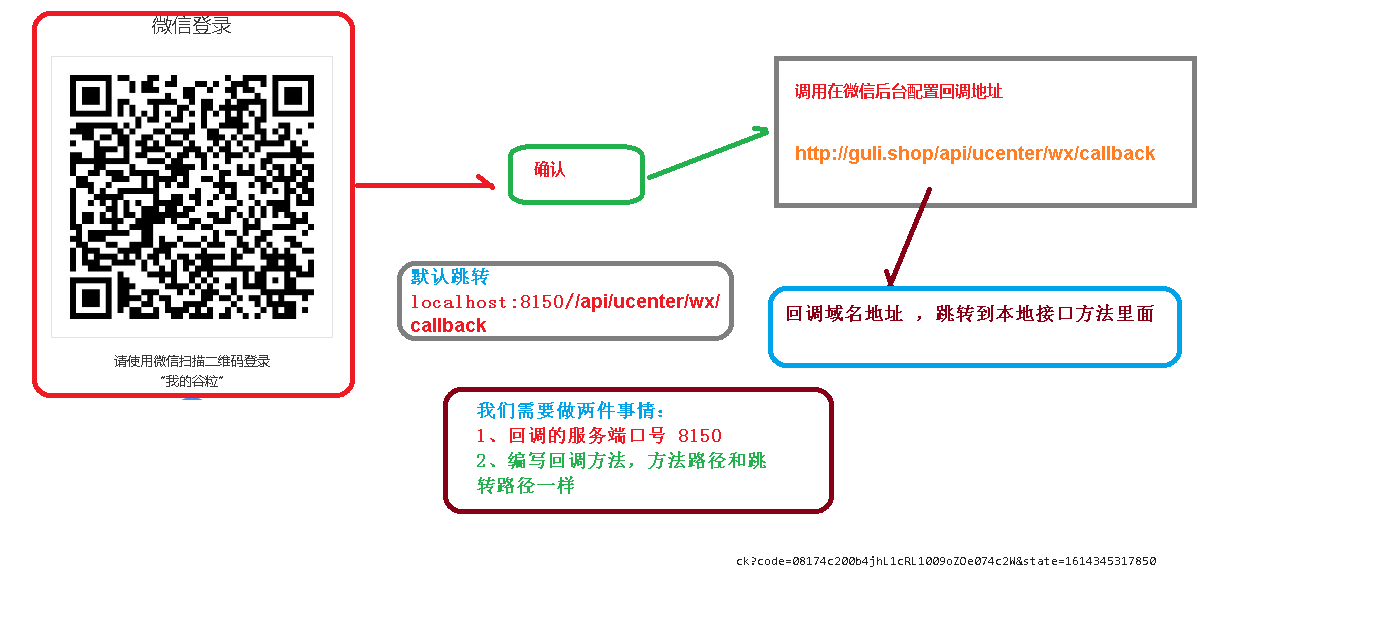 微信登录
请使用微信扫描二维码登录
“我的谷粒”
确认
调用在微信后台配置回调地址
http://guli.shop/api/ucenter/wx/callback
默认跳转
localhost:8150//api/ucenter/wx/
callback
回调域名地址 ，跳转到本地接口方法里面
我们需要做两件事情：
1、回调的服务端口号 8150
2、编写回调方法，方法路径和跳
转路径一样
ck?code=08174c200b4jhL1cRL1009oZOe074c2W&state=1614345317850